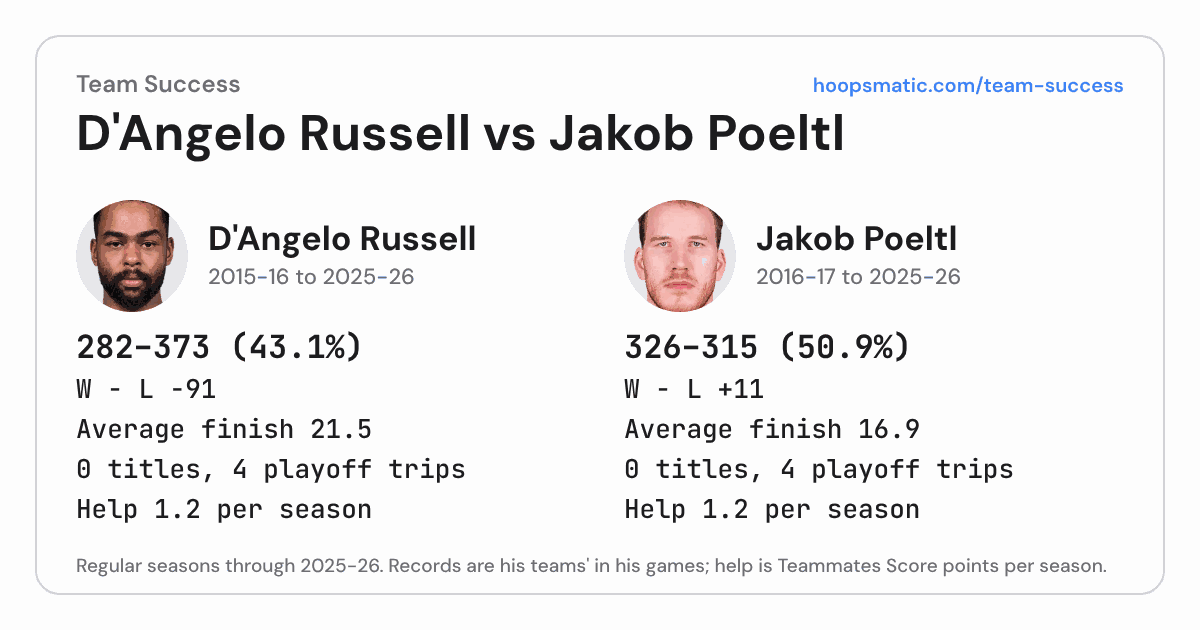 Team Success
hoopsmatic.com/team-success
D'Angelo Russell vs Jakob Poeltl
D'Angelo Russell
2015-16 to 2025-26
282-373 (43.1%)
W - L -91
Average finish 21.5
0 titles, 4 playoff trips
Help 1.2 per season
Jakob Poeltl
2016-17 to 2025-26
326-315 (50.9%)
W - L +11
Average finish 16.9
0 titles, 4 playoff trips
Help 1.2 per season
Regular seasons through 2025-26. Records are his teams' in his games; help is Teammates Score points per season.